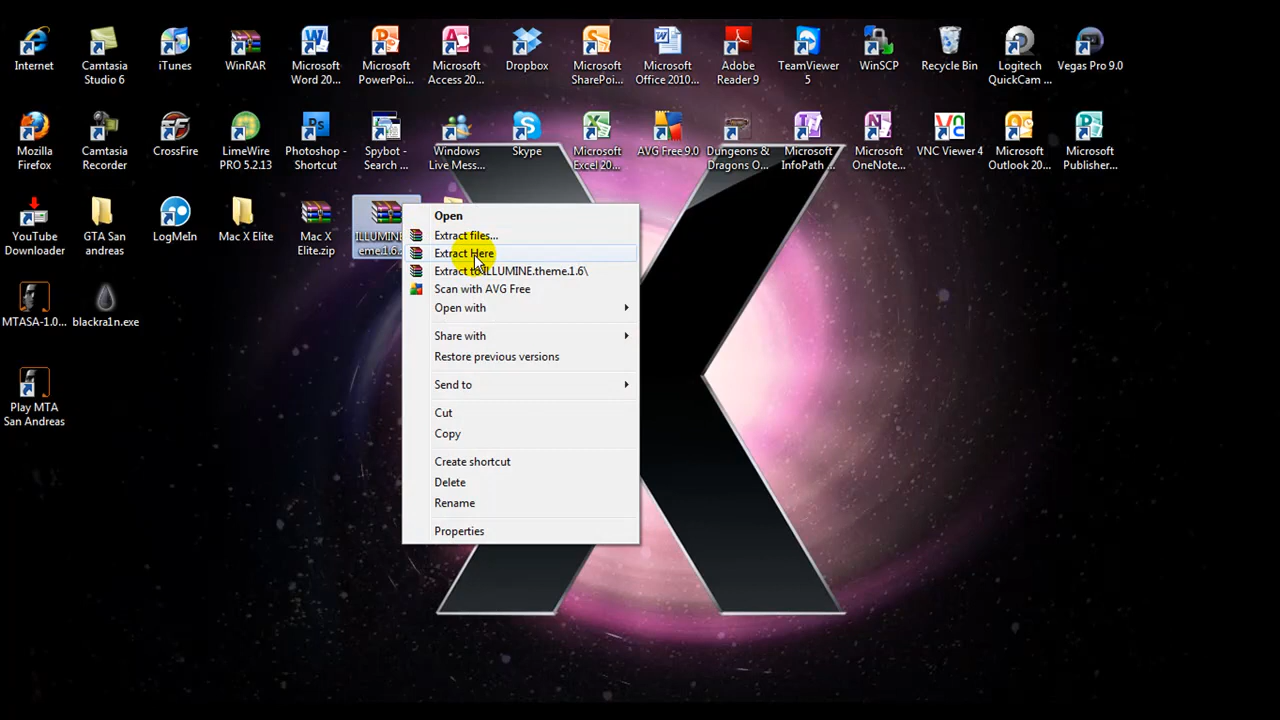 Internet
Camtasia
Studio 6
iTunes
WinRAR
Microsoft
Word 20...
Microsoft
PowerPoi...
Microsoft
Access 20...
Dropbox
Microsoft
SharePoi...
Microsoft
Office 2010...
Adobe
Reader 9
TeamViewer
5
WinSCP
Recycle Bin
Logitech
QuickCam ...
Vegas Pro 9.0
Mozilla
Firefox
Camtasia
Recorder
CrossFire
LimeWire
PRO 5.2.13
Photoshop -
Shortcut
Spybot -
Search ...
Windows
Live Mess...
Skype
Microsoft
Excel 20...
AVG Free 9.0
Dungeons &
Dragons O...
Microsoft
InfoPath ...
Microsoft
OneNote...
VNC Viewer 4
Microsoft
Outlook 20...
Microsoft
Publisher...
YouTube
Downloader
GTA San
andreas
LogMeIn
Mac X Elite
Mac X
Elite.zip
ILLUMINE
eme.1.6.
MTASA-1.0...
blackra1n.exe
Play MTA
San Andreas
Open
Extract files...
Extract Here
Extract to ILLUMINE.theme.1.6\
Scan with AVG Free
Open with
Share with
Restore previous versions
Send to
Cut
Copy
Create shortcut
Delete
Rename
Properties